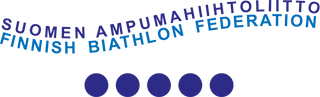 SUOMEN AMPUMAHIIHTOLIITTO
FINNISH BIATHLON FEDERATION